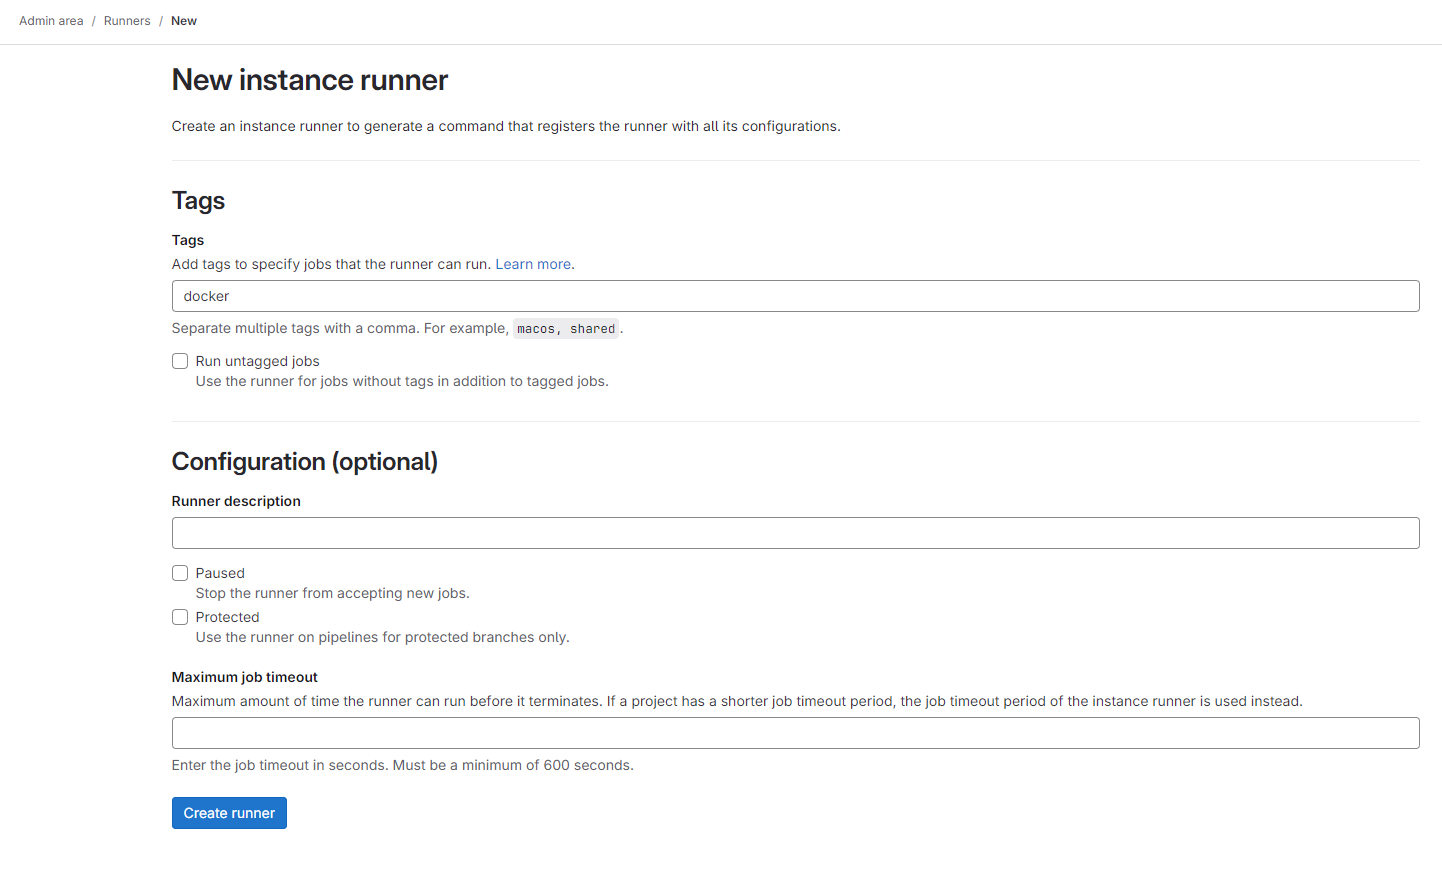 Admin area / Runners / New
New instance runner
Create an instance runner to generate a command that registers the runner with all its configurations.
Tags
Tags
Add tags to specify jobs that the runner can run. Learn more.
docker
Separate multiple tags with a comma. For example, macos, shared.
Run untagged jobs
Use the runner for jobs without tags in addition to tagged jobs.
Configuration (optional)
Runner description
Paused
Stop the runner from accepting new jobs.
Protected
Use the runner on pipelines for protected branches only.
Maximum job timeout
Maximum amount of time the runner can run before it terminates. If a project has a shorter job timeout period, the job timeout period of the instance runner is used instead.
Enter the job timeout in seconds. Must be a minimum of 600 seconds.
Create runner